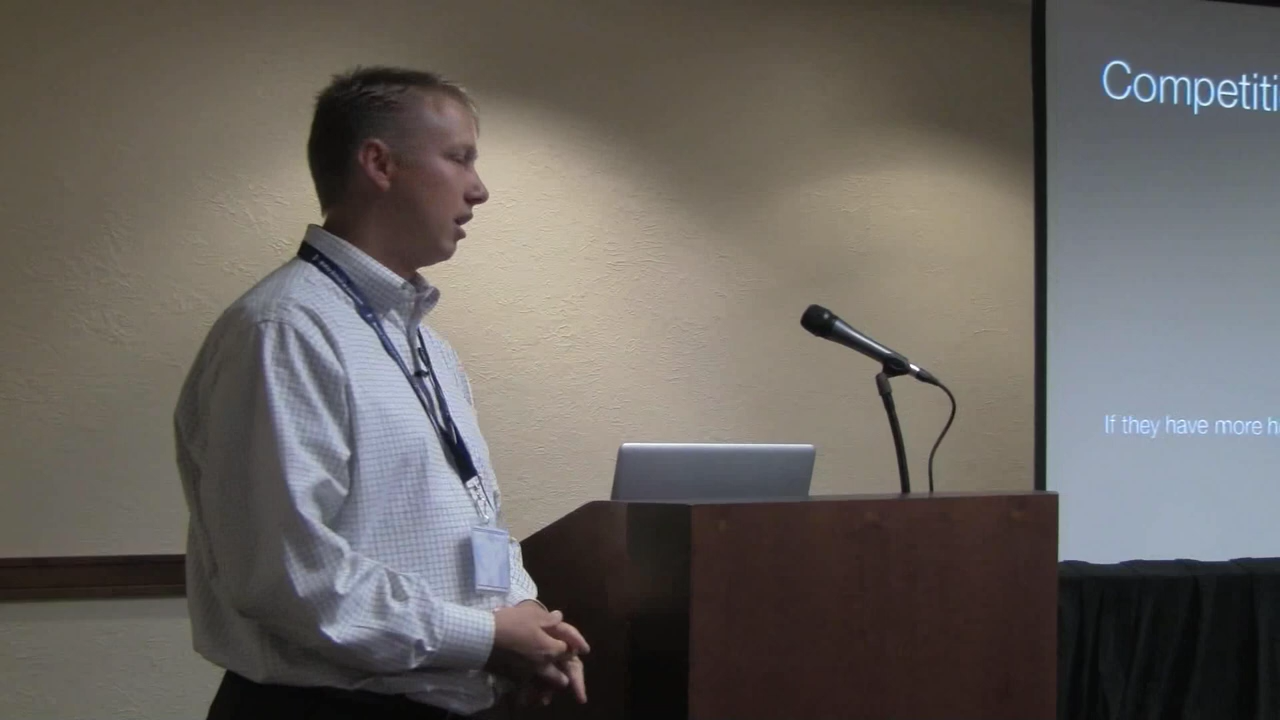 Competiti
If they have more h